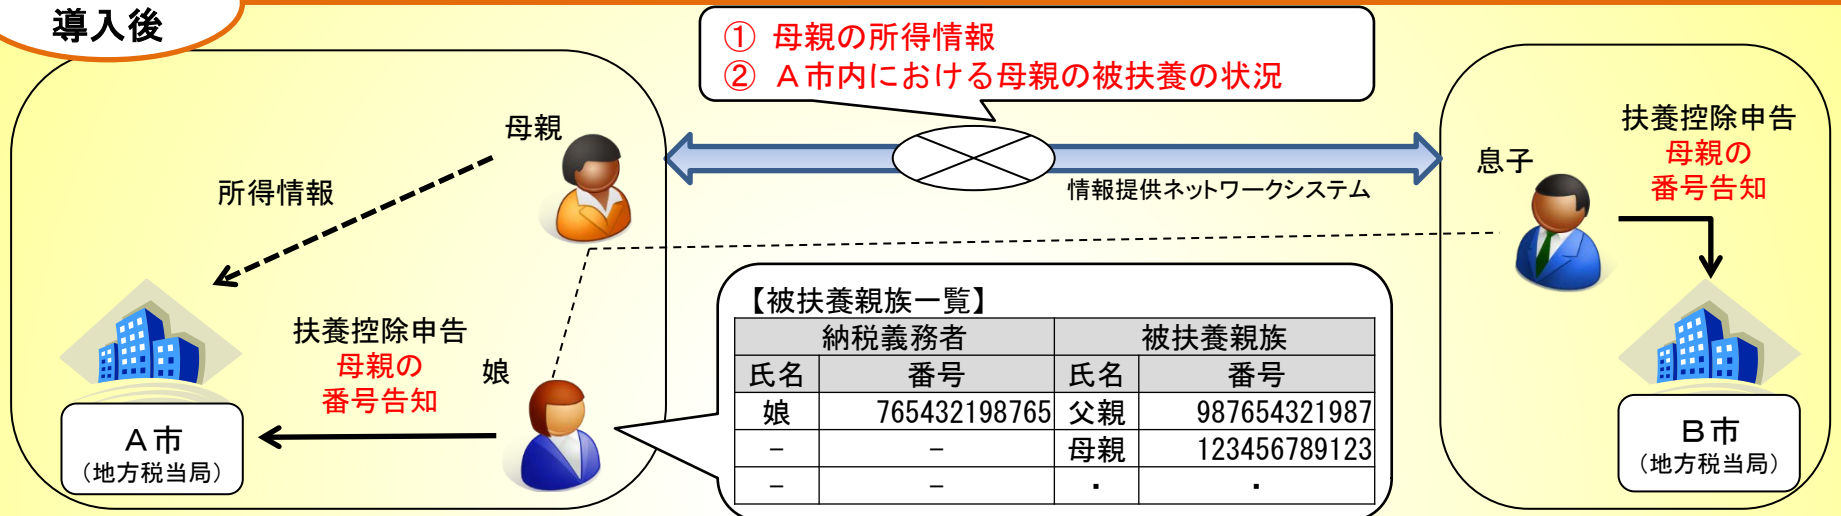 導入後
① 母親の所得情報
② A市内における母親の被扶養の状況
母親
所得情報
情報提供ネットワークシステム
息子
扶養控除申告
母親の
番号告知
扶養控除申告
母親の
番号告知
娘
A市
(地方税当局)
【被扶養親族一覧】
納税義務者 被扶養親族
氏名 番号 氏名 番号
娘 765432198765 父親 987654321987
− − 母親 123456789123
− − ・ ・
B市
(地方税当局)